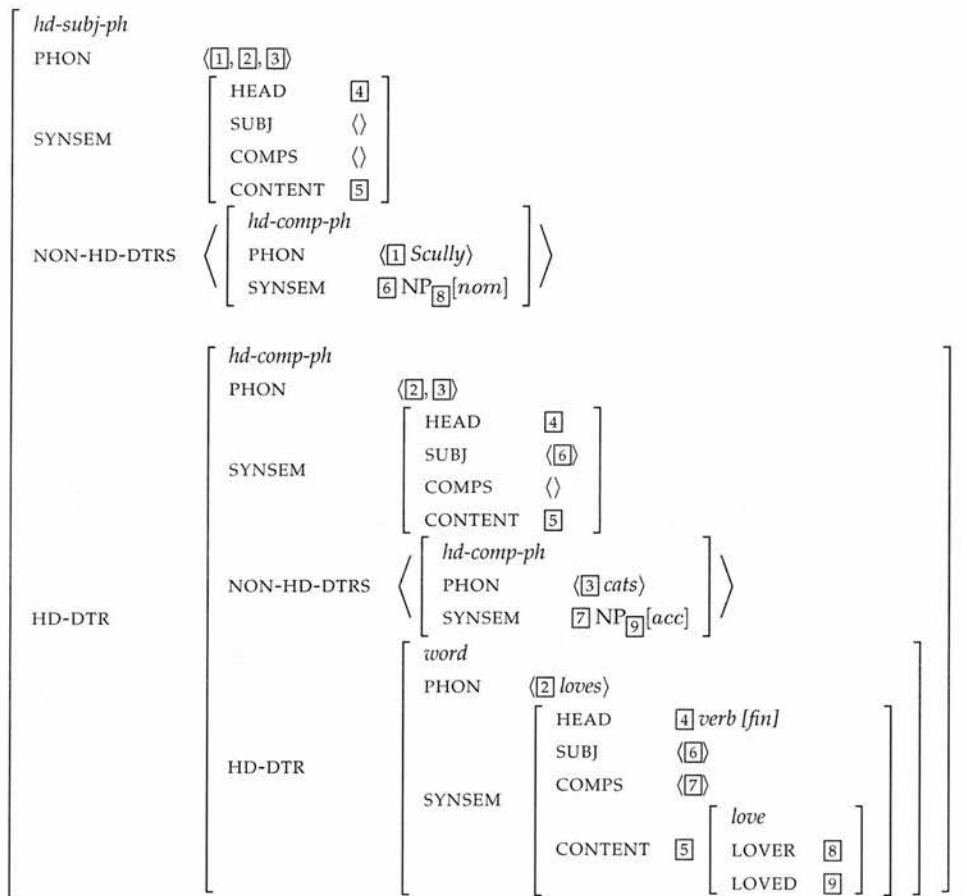 hd-subj-ph
PHON ⟨[1], [2], [3]⟩
HEAD [4]
SUBJ ⟨⟩
SYNSEM
COMPS ⟨⟩
CONTENT [5]
hd-comp-ph
NON-HD-DTRS PHON ⟨[1] Scully⟩
SYNSEM [6] NP[8][nom]
hd-comp-ph
PHON ⟨[2], [3]⟩
HEAD [4]
SUBJ ⟨[6]⟩
SYNSEM
COMPS ⟨⟩
CONTENT [5]
hd-comp-ph
NON-HD-DTRS PHON ⟨[3] cats⟩
HD-DTR SYNSEM [7] NP[9][acc]
word
PHON ⟨[2] loves⟩
HEAD [4] verb [fin]
SUBJ ⟨[6]⟩
HD-DTR
COMPS ⟨[7]⟩
SYNSEM
love
CONTENT [5] LOVER [8]
LOVED [9]